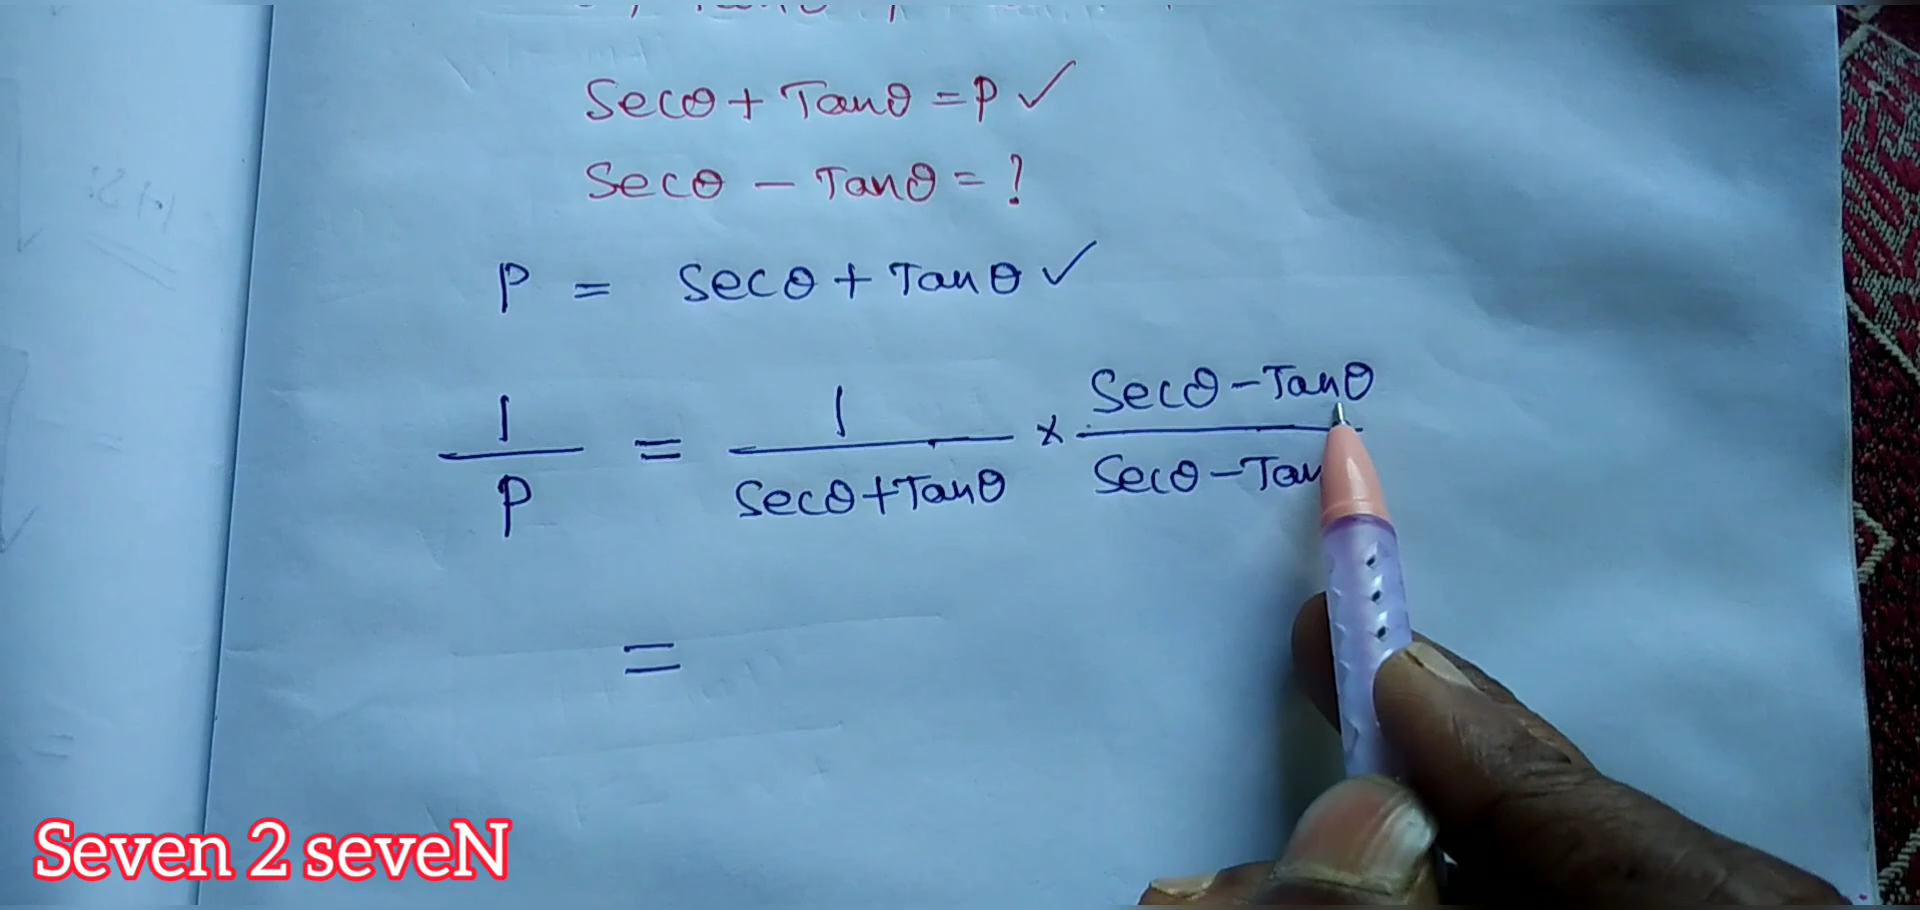 Secθ + Tanθ = P ✓
Secθ - Tanθ = ?
P = Secθ + Tanθ ✓
1/P = 1/Secθ+Tanθ × Secθ-Tanθ/Secθ-Tan
=
Seven 2 seveN